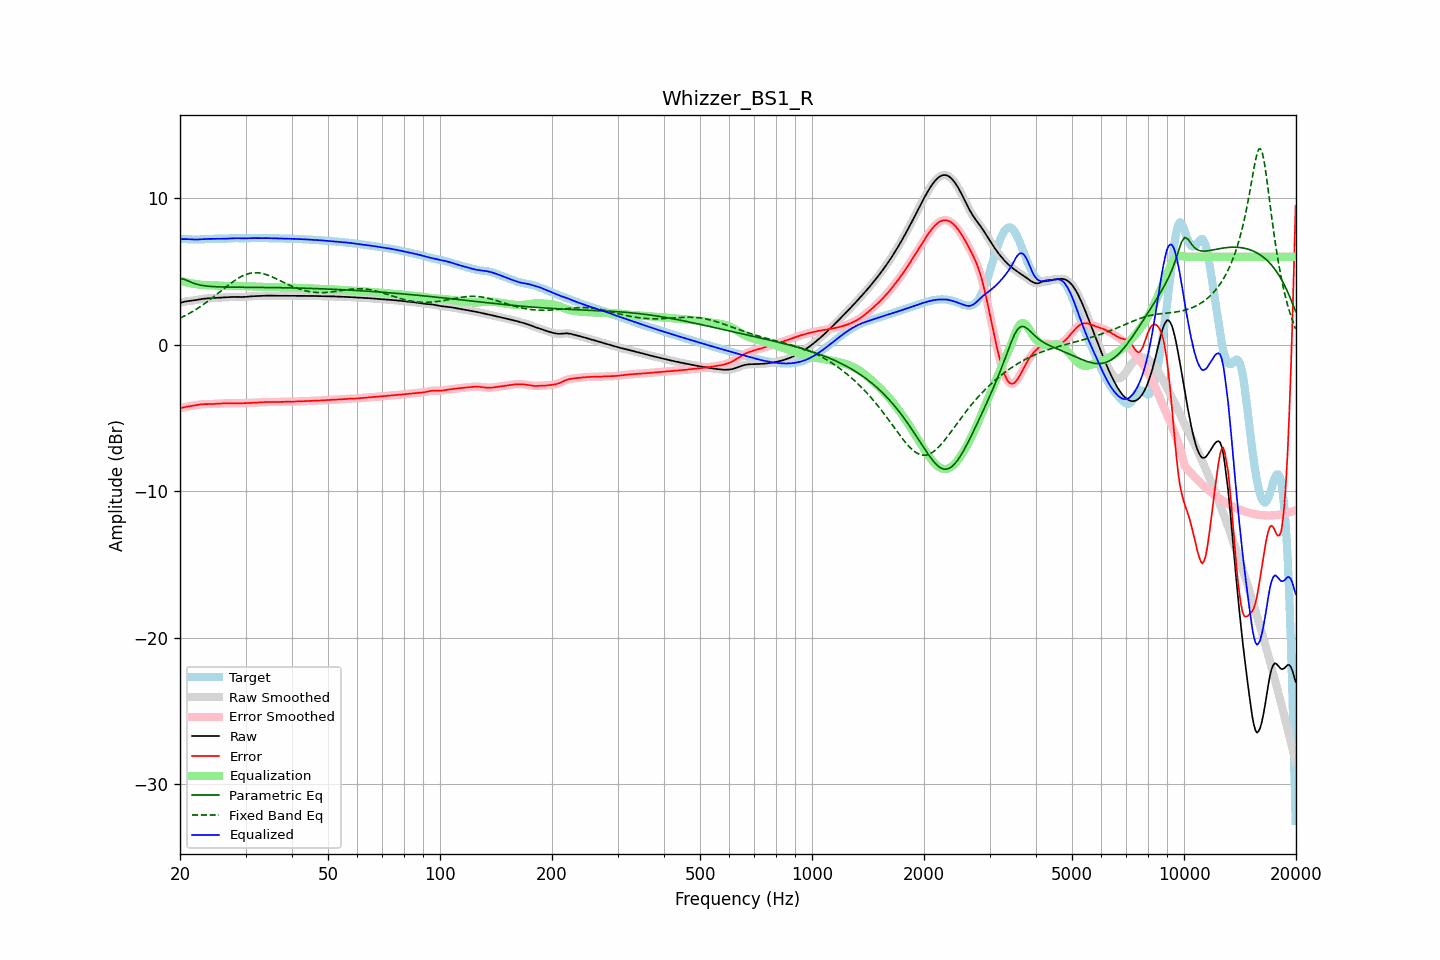 Whizzer_BS1_R
Amplitude (dBr)
10
0
−10
−20
−30
Target
Raw Smoothed
Error Smoothed
Raw
Error
Equalization
Parametric Eq
Fixed Band Eq
Equalized
20 50 100 200 500 1000 2000 5000 10000 20000
Frequency (Hz)